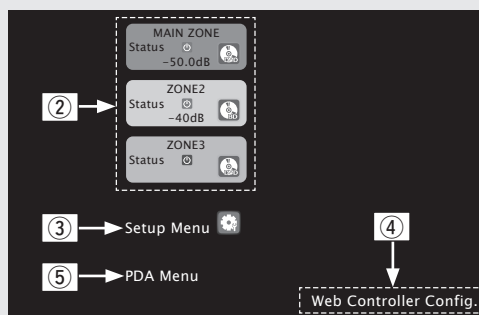 MAIN ZONE
Status
-50.0dB
② ZONE2
Status
-40dB
ZONE3
Status
③ Setup Menu
④
⑤ PDA Menu
Web Controller Config.